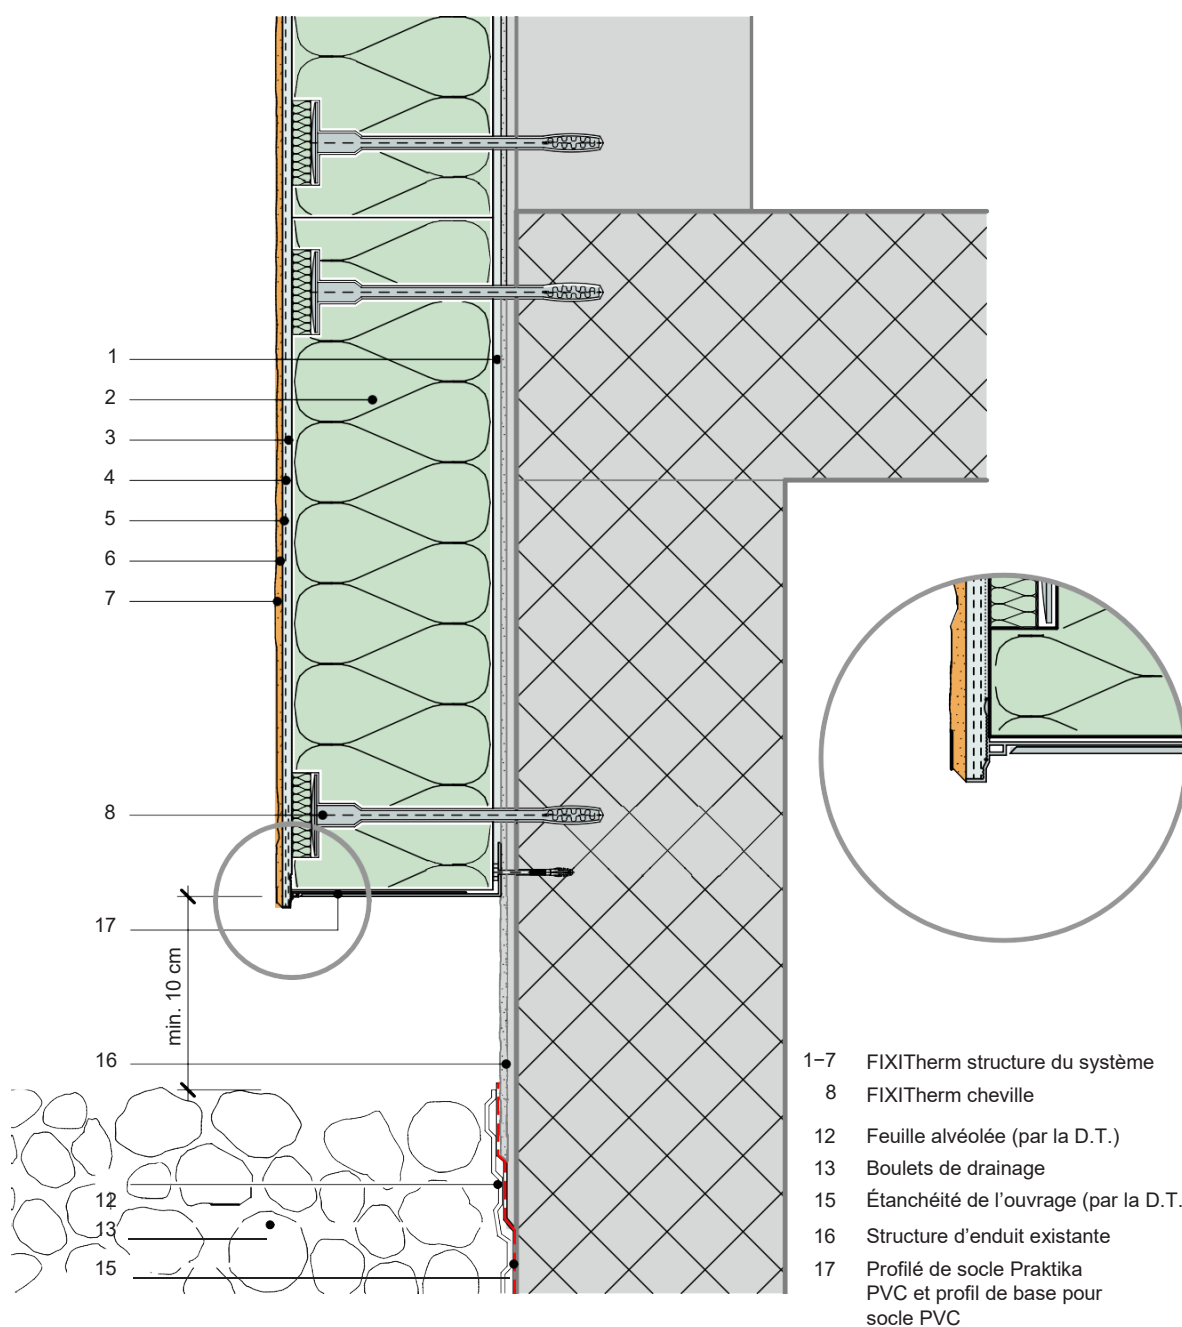 1
2
3
4
5
6
7
8
17
min. 10 cm
16
12
13
15
1–7 FIXITherm structure du système
8 FIXITherm cheville
12 Feuille alvéolée (par la D.T.)
13 Boulets de drainage
15 Étanchéité de l’ouvrage (par la D.T.
16 Structure d’enduit existante
17 Profilé de socle Praktika
PVC et profil de base pour
socle PVC